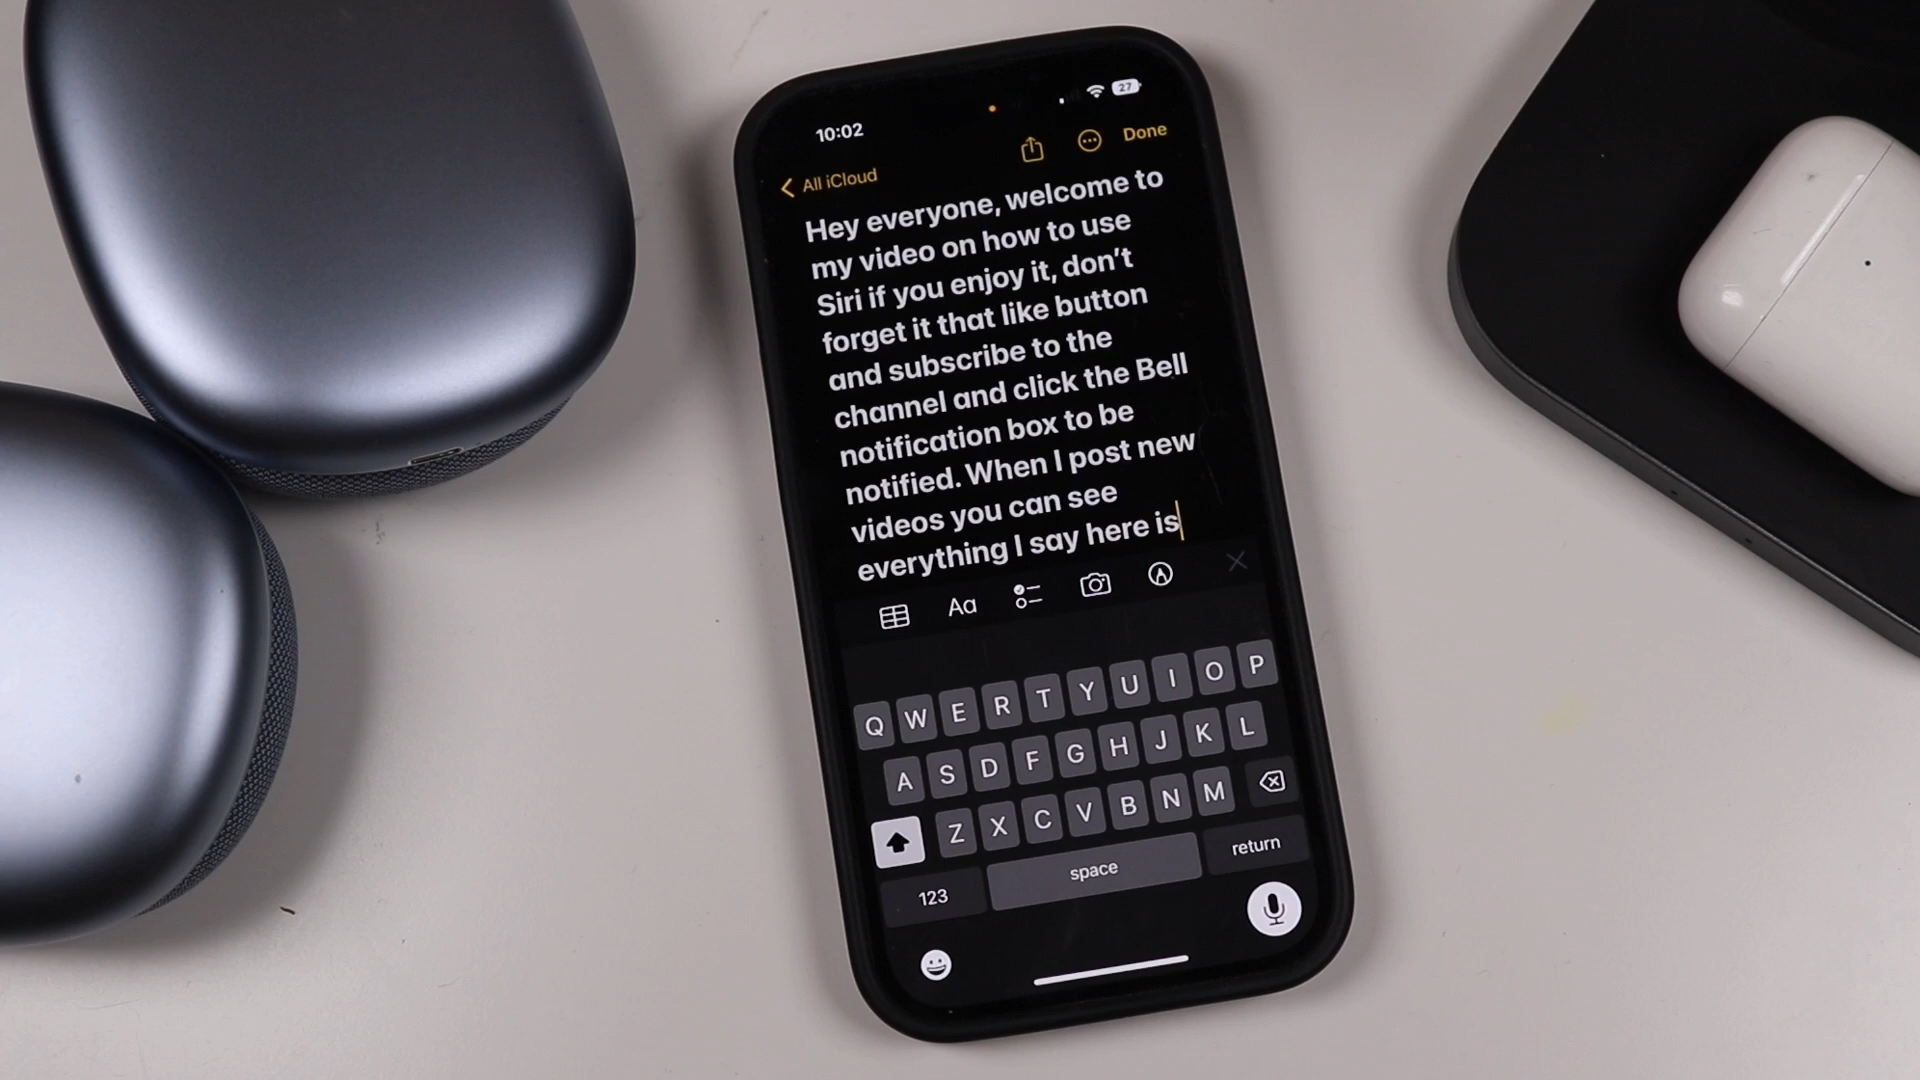 10:02
27
All iCloud
Done
Hey everyone, welcome to
my video on how to use
Siri if you enjoy it, don't
forget it that like button
and subscribe to the
channel and click the Bell
notification box to be
notified. When I post new
videos you can see
everything I say here is
Aa
Q W E R T Y U I O P
A S D F G H J K L
Z X C V B N M
123
space
return